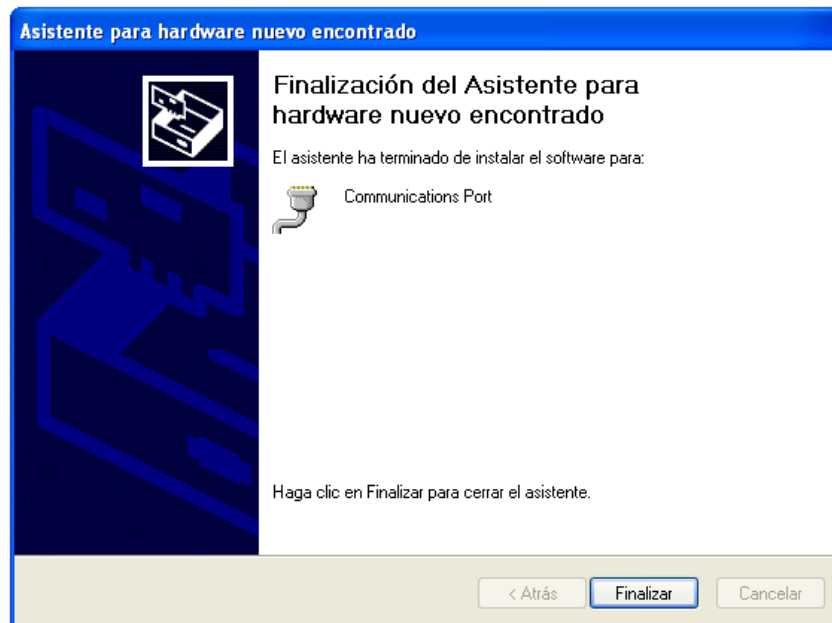 Asistente para hardware nuevo encontrado
Finalización del Asistente para
hardware nuevo encontrado
El asistente ha terminado de instalar el software para:
Communications Port
Haga clic en Finalizar para cerrar el asistente.
< Atrás
Finalizar
Cancelar